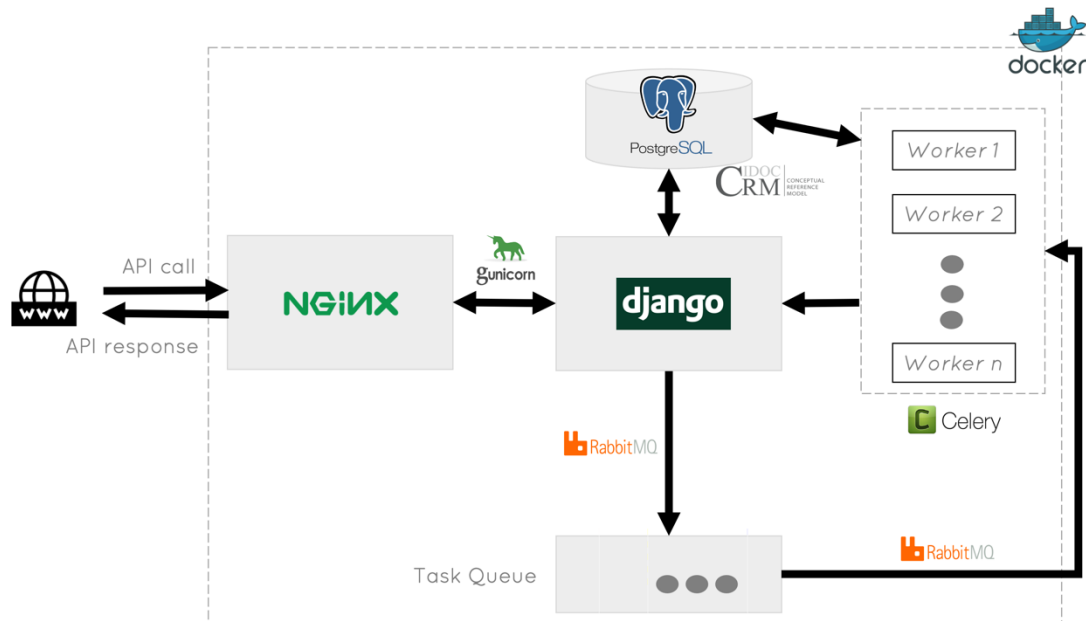 docker
PostgreSQL
CIDOC
CRM
CONCEPTUAL
REFERENCE
MODEL
Worker 1
Worker 2
Worker n
API call
API response
WWW
NGiNX
gunicorn
django
C Celery
RabbitMQ
Task Queue
RabbitMQ